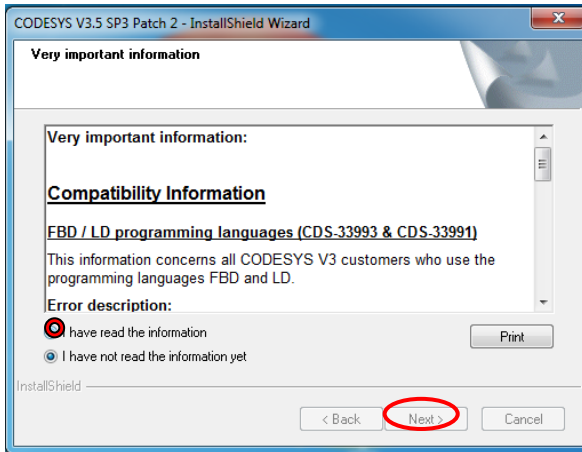 CODESYS V3.5 SP3 Patch 2 - InstallShield Wizard
Very important information
Very important information:
Compatibility Information
FBD / LD programming languages (CDS-33993 & CDS-33991)
This information concerns all CODESYS V3 customers who use the
programming languages FBD and LD.
Error description:
I have read the information
Print
I have not read the information yet
InstallShield
< Back
Next >
Cancel